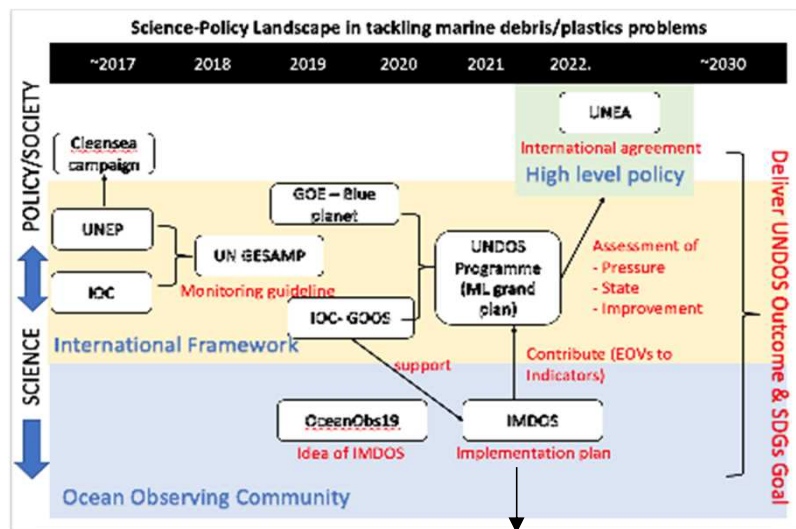 Science-Policy Landscape in tackling marine debris/plastics problems
~2017 2018 2019 2020 2021 2022. ~2030
POLICY/SOCIETY
SCIENCE
Cleansea
campaign
UNEP
IOC
UN GESAMP
Monitoring guideline
GOE – Blue
planet
IOC- GOOS
International Framework
UNEA
International agreement
High level policy
UNDOS
Programme
(ML grand
plan)
Assessment of
- Pressure
- State
- Improvement
support
Contribute (EOVs to
Indicators)
OceanObs19
Idea of IMDOS
IMDOS
Implementation plan
Ocean Observing Community
Deliver UNDOS Outcome & SDGs Goal